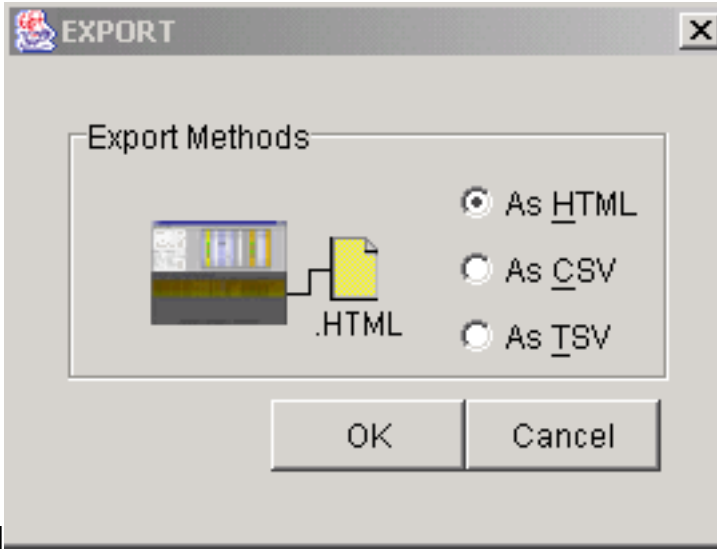 EXPORT
Export Methods
As HTML
As CSV
.HTML
As TSV
OK
Cancel